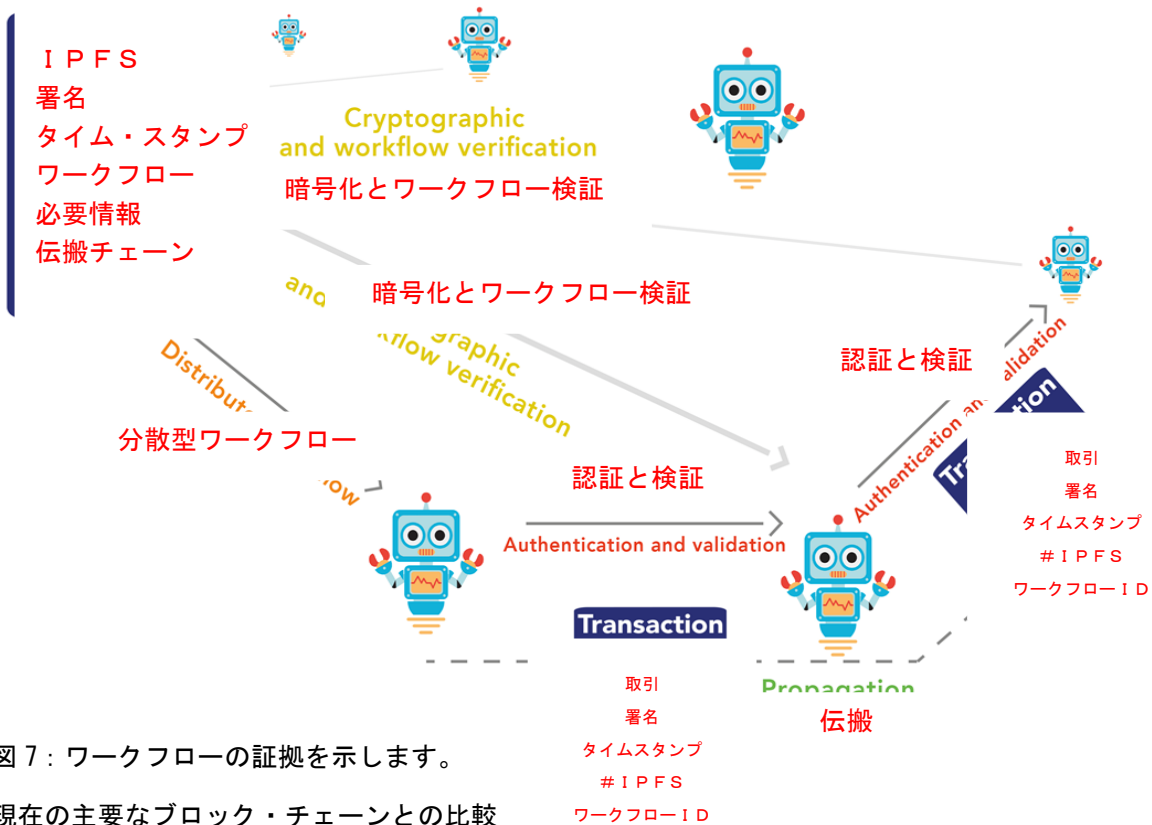 ＩＰＦＳ
署名
タイム・スタンプ
ワークフロー
必要情報
伝搬チェーン
Cryptographic
and workflow verification
暗号化とワークフロー検証
暗号化とワークフロー検証
and
verification
分散型ワークフロー
認証と検証
Authentication and validation
認証と検証
Authentication
Transaction
取引
署名
タイムスタンプ
＃ＩＰＦＳ
ワークフローＩＤ
Propagation
伝搬
取引
署名
タイムスタンプ
＃ＩＰＦＳ
ワークフローＩＤ
図 7：ワークフローの証拠を示します。
現在の主要なブロック・チェーンとの比較